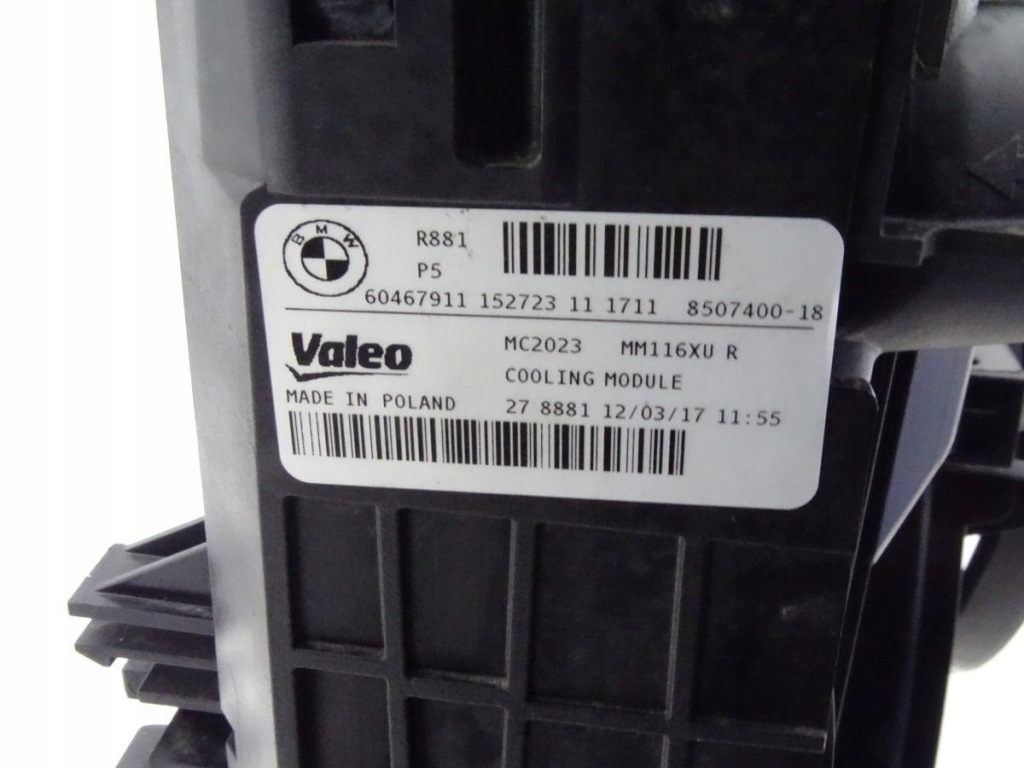 BMW
R881
P5
60467911 152723 11 1711 8507400-18
Valeo
MC2023 MM116XU R
COOLING MODULE
MADE IN POLAND
27 8881 12/03/17 11:55